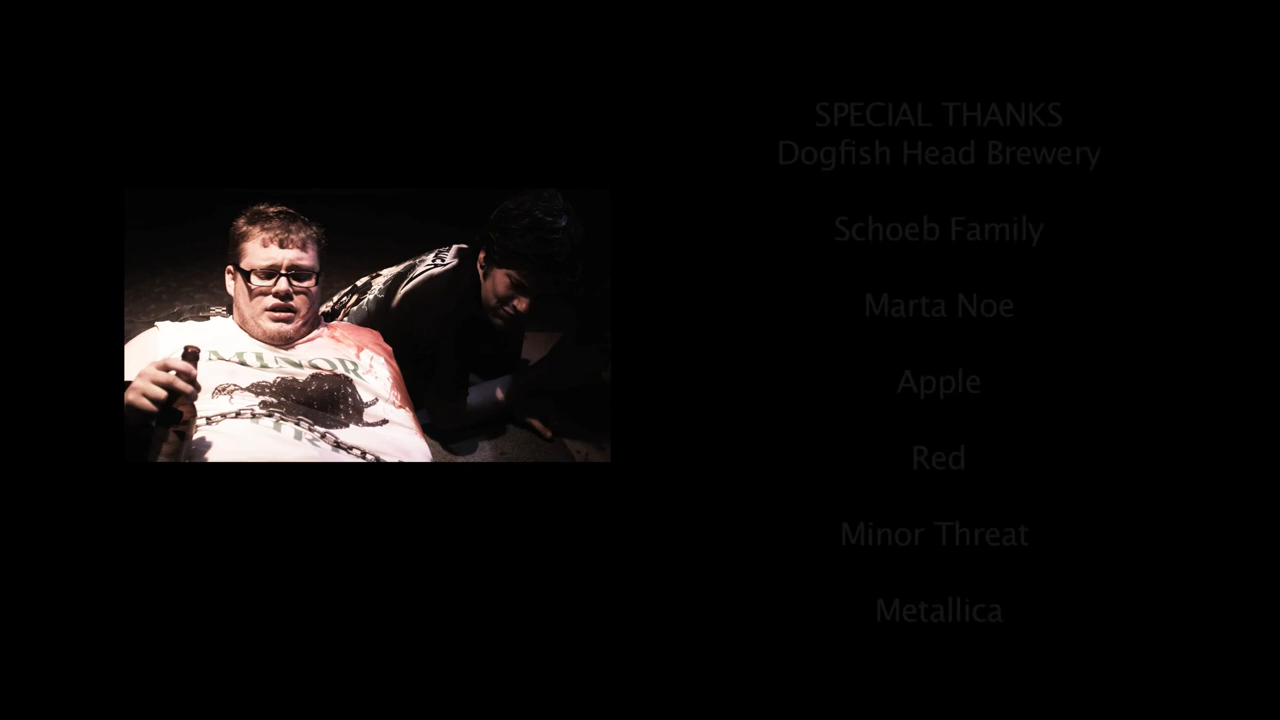 MINOR
SPECIAL THANKS
Dogfish Head Brewery
Schoeb Family
Marta Noe
Apple
Red
Minor Threat
Metallica